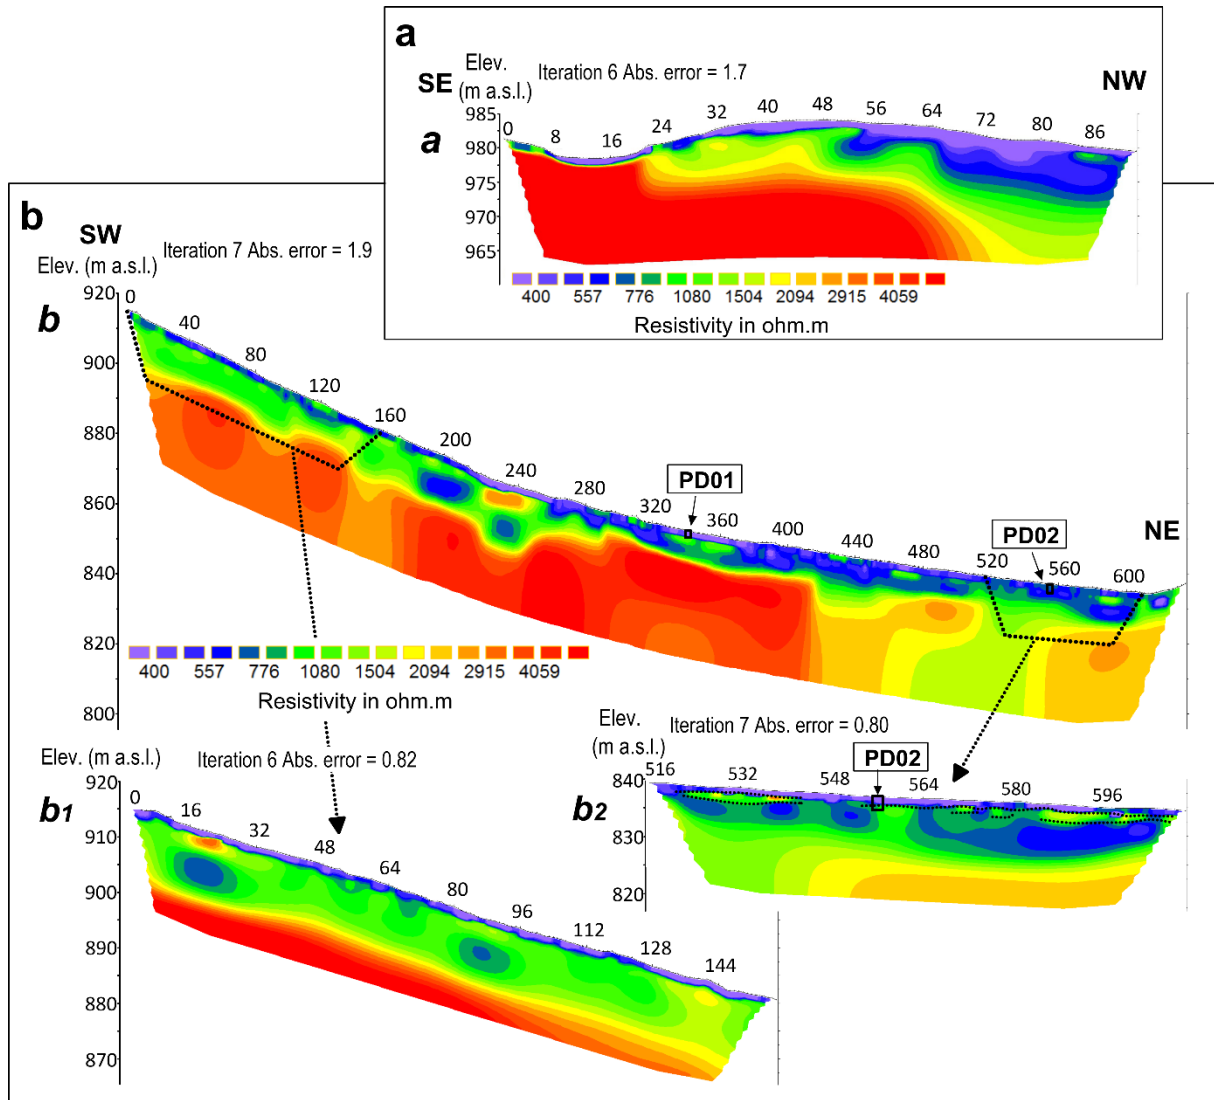 a
SE
Elev.
(m a.s.l.)
Iteration 6 Abs. error = 1.7
NW
a
985
980
975
970
965
0
8
16
24
32
40
48
56
64
72
80
86
400 557 776 1080 1504 2094 2915 4059
Resistivity in ohm.m
b
SW
Iteration 7 Abs. error = 1.9
Elev. (m a.s.l.)
b
920
900
880
860
840
820
800
0
40
80
120
160
200
240
280
320
360
400
440
480
520
560
600
PD01
PD02
NE
400 557 776 1080 1504 2094 2915 4059
Resistivity in ohm.m
Elev. (m a.s.l.)
Iteration 6 Abs. error = 0.82
b1
920
910
900
890
880
870
0
16
32
48
64
80
96
112
128
144
Elev.
(m a.s.l.)
Iteration 7 Abs. error = 0.80
PD02
b2
840
830
820
516
532
548
564
580
596